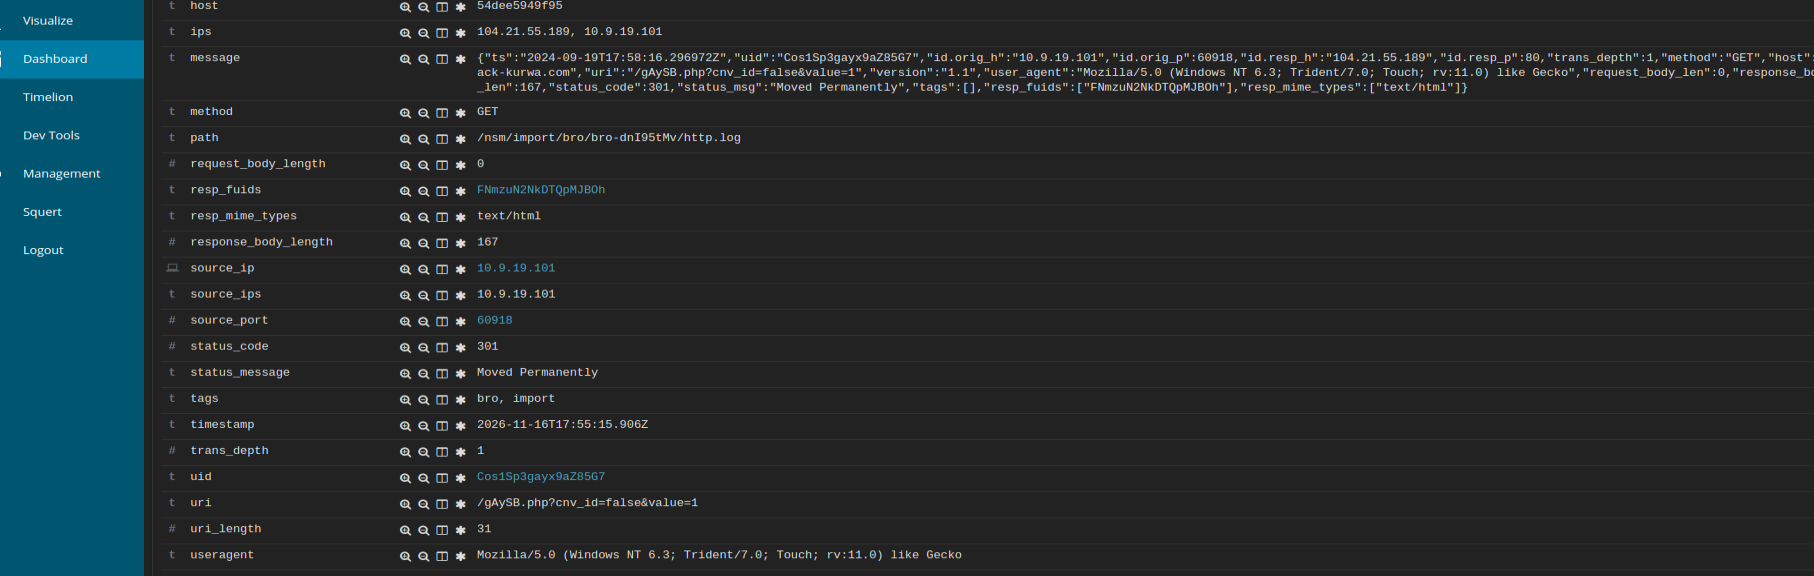 Visualize
Dashboard
Timelion
Dev Tools
Management
Squert
Logout
t host 54dee5949f95
t ips 104.21.55.189, 10.9.19.101
t message {"ts":"2024-09-19T17:58:16.296972Z","uid":"Cos1Sp3gayx9aZ85G7","id.orig_h":"10.9.19.101","id.orig_p":60918,"id.resp_h":"104.21.55.189","id.resp_p":80,"trans_depth":1,"method":"GET","host":
ack-kurwa.com","uri":"/gAySB.php?cnv_id=false&value=1","version":"1.1","user_agent":"Mozilla/5.0 (Windows NT 6.3; Trident/7.0; Touch; rv:11.0) like Gecko","request_body_len":0,"response_bo
_len":167,"status_code":301,"status_msg":"Moved Permanently","tags":[],"resp_fuids":["FNmzuN2NkDTQpMJBOh"],"resp_mime_types":["text/html"]}
t method GET
t path /nsm/import/bro/bro-dnI95tMv/http.log
# request_body_length 0
t resp_fuids FNmzuN2NkDTQpMJBOh
t resp_mime_types text/html
# response_body_length 167
source_ip 10.9.19.101
t source_ips 10.9.19.101
# source_port 60918
# status_code 301
t status_message Moved Permanently
t tags bro, import
t timestamp 2026-11-16T17:55:15.906Z
# trans_depth 1
t uid Cos1Sp3gayx9aZ85G7
t uri /gAySB.php?cnv_id=false&value=1
# uri_length 31
t useragent Mozilla/5.0 (Windows NT 6.3; Trident/7.0; Touch; rv:11.0) like Gecko